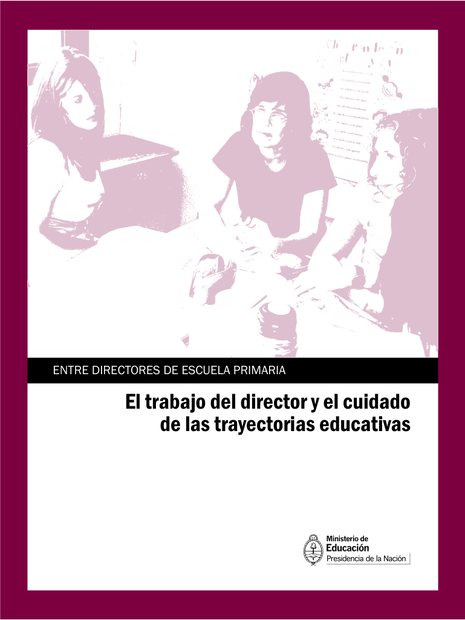 ENTRE DIRECTORES DE ESCUELA PRIMARIA
El trabajo del director y el cuidado
de las trayectorias educativas
Ministerio de
Educación
Presidencia de la Nación